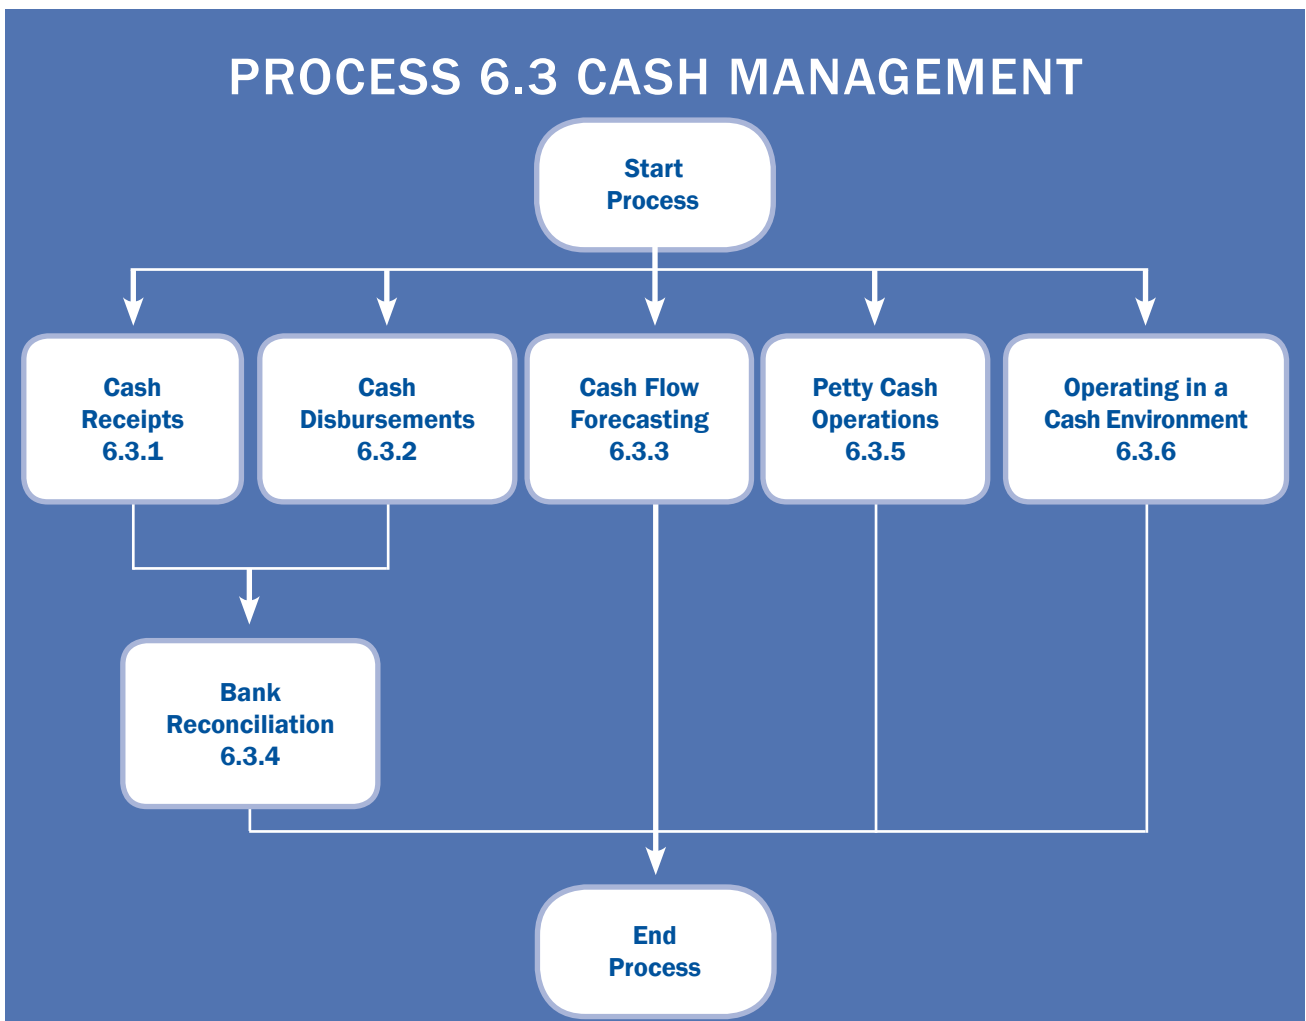 PROCESS 6.3 CASH MANAGEMENT
Start
Process
Cash
Receipts
6.3.1
Cash
Disbursements
6.3.2
Cash Flow
Forecasting
6.3.3
Petty Cash
Operations
6.3.5
Operating in a
Cash Environment
6.3.6
Bank
Reconciliation
6.3.4
End
Process